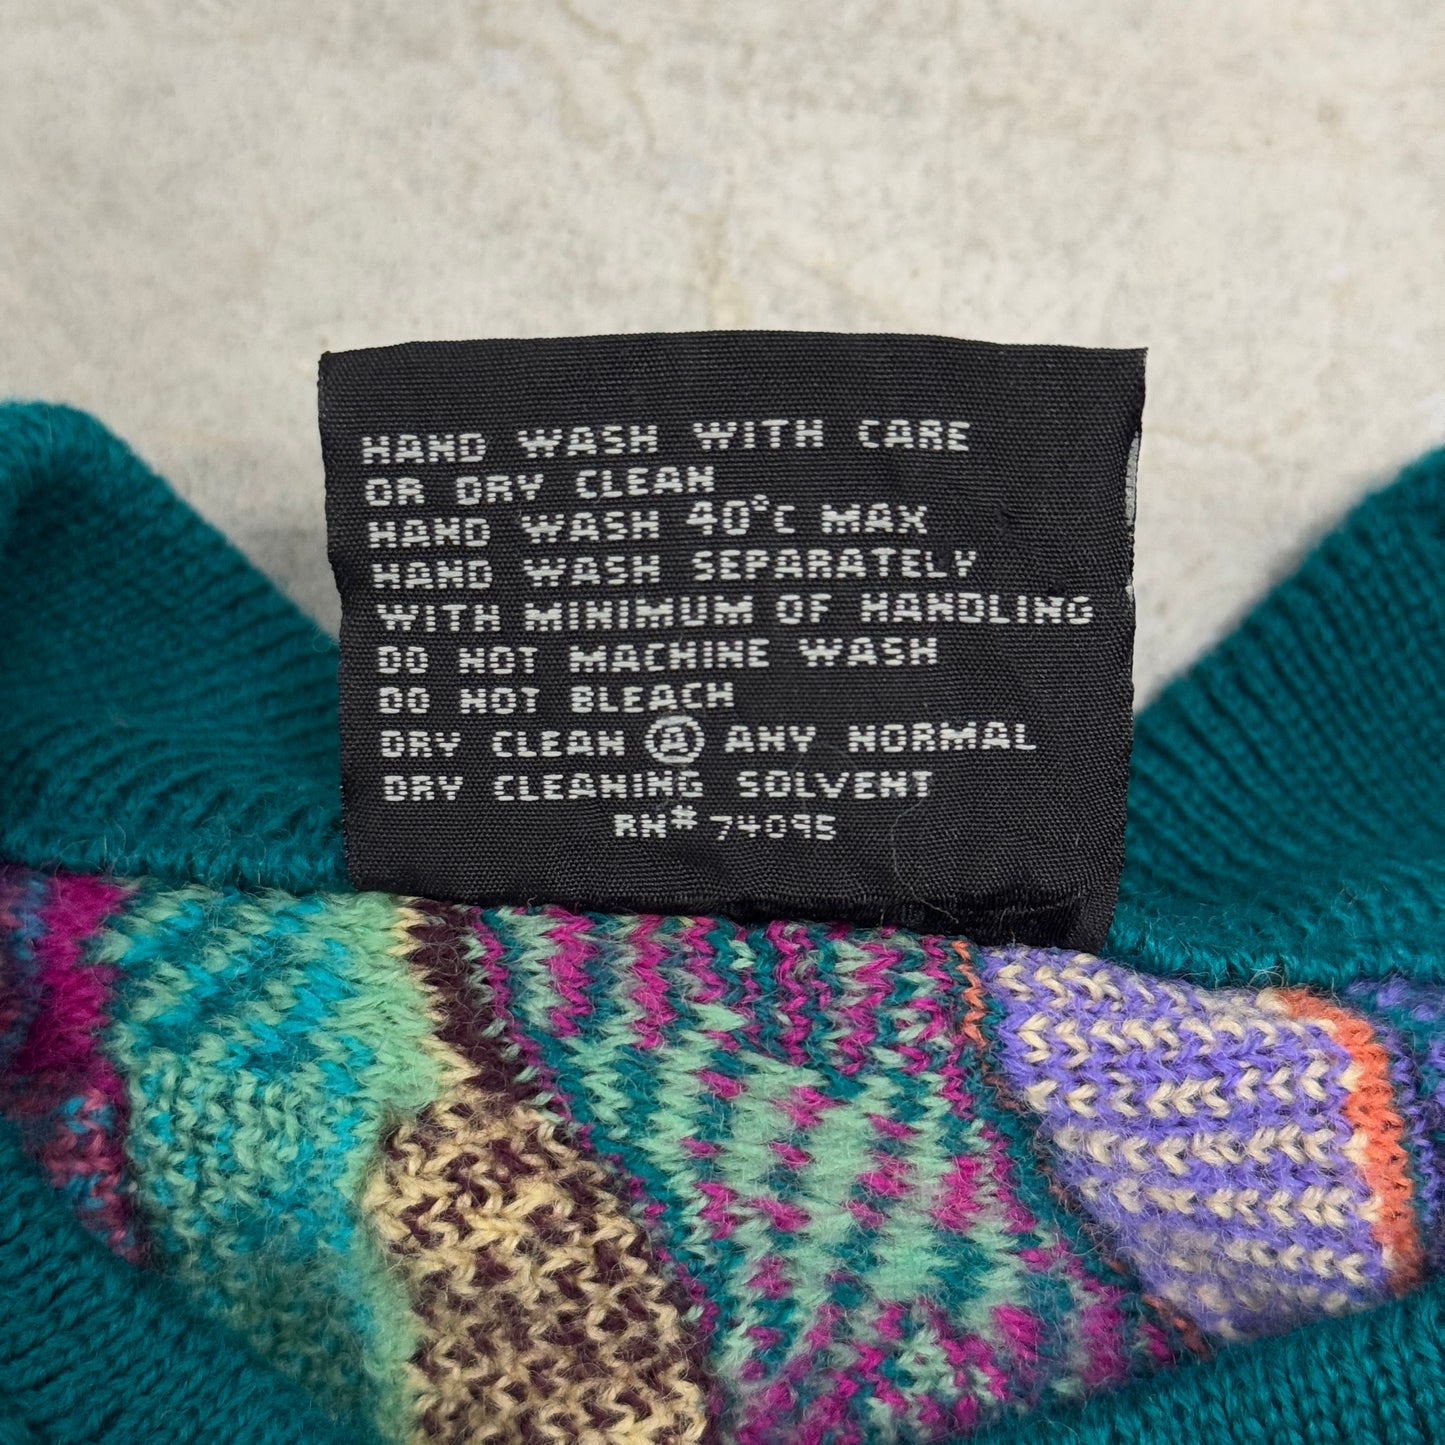 HAND WASH WITH CARE
OR DRY CLEAN
HAND WASH 40°C MAX
HAND WASH SEPARATELY
WITH MINIMUM OF HANDLING
DO NOT MACHINE WASH
DO NOT BLEACH
DRY CLEAN Ⓐ ANY NORMAL
DRY CLEANING SOLVENT
RN# 74095